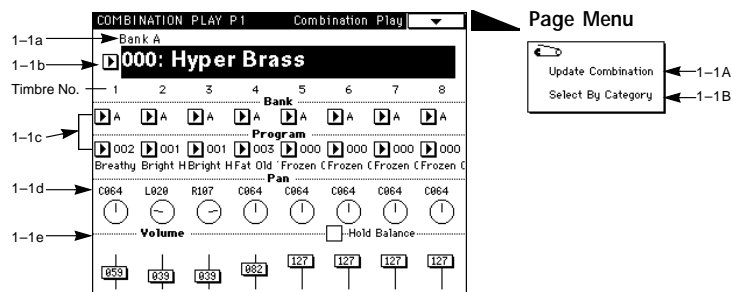 COMBINATION PLAY P1 Combination Play
Page Menu
1–1a Bank A
1–1b 000: Hyper Brass
Update Combination 1–1A
Select By Category 1–1B
Timbre No. 1 2 3 4 5 6 7 8
Bank
1–1c A A A A A A A A
Program
002 001 001 003 000 000 000 000
Breathy Bright H Bright H Fat Old Frozen C Frozen C Frozen C Frozen C
Pan
1–1d C064 L020 R107 C064 C064 C064 C064 C064
1–1e Volume Hold Balance
059 039 039 082 127 127 127 127